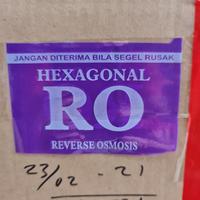 JANGAN DITERIMA BILA SEGEL RUSAK
HEXAGONAL
RO
REVERSE OSMOSIS
23/02 - 21